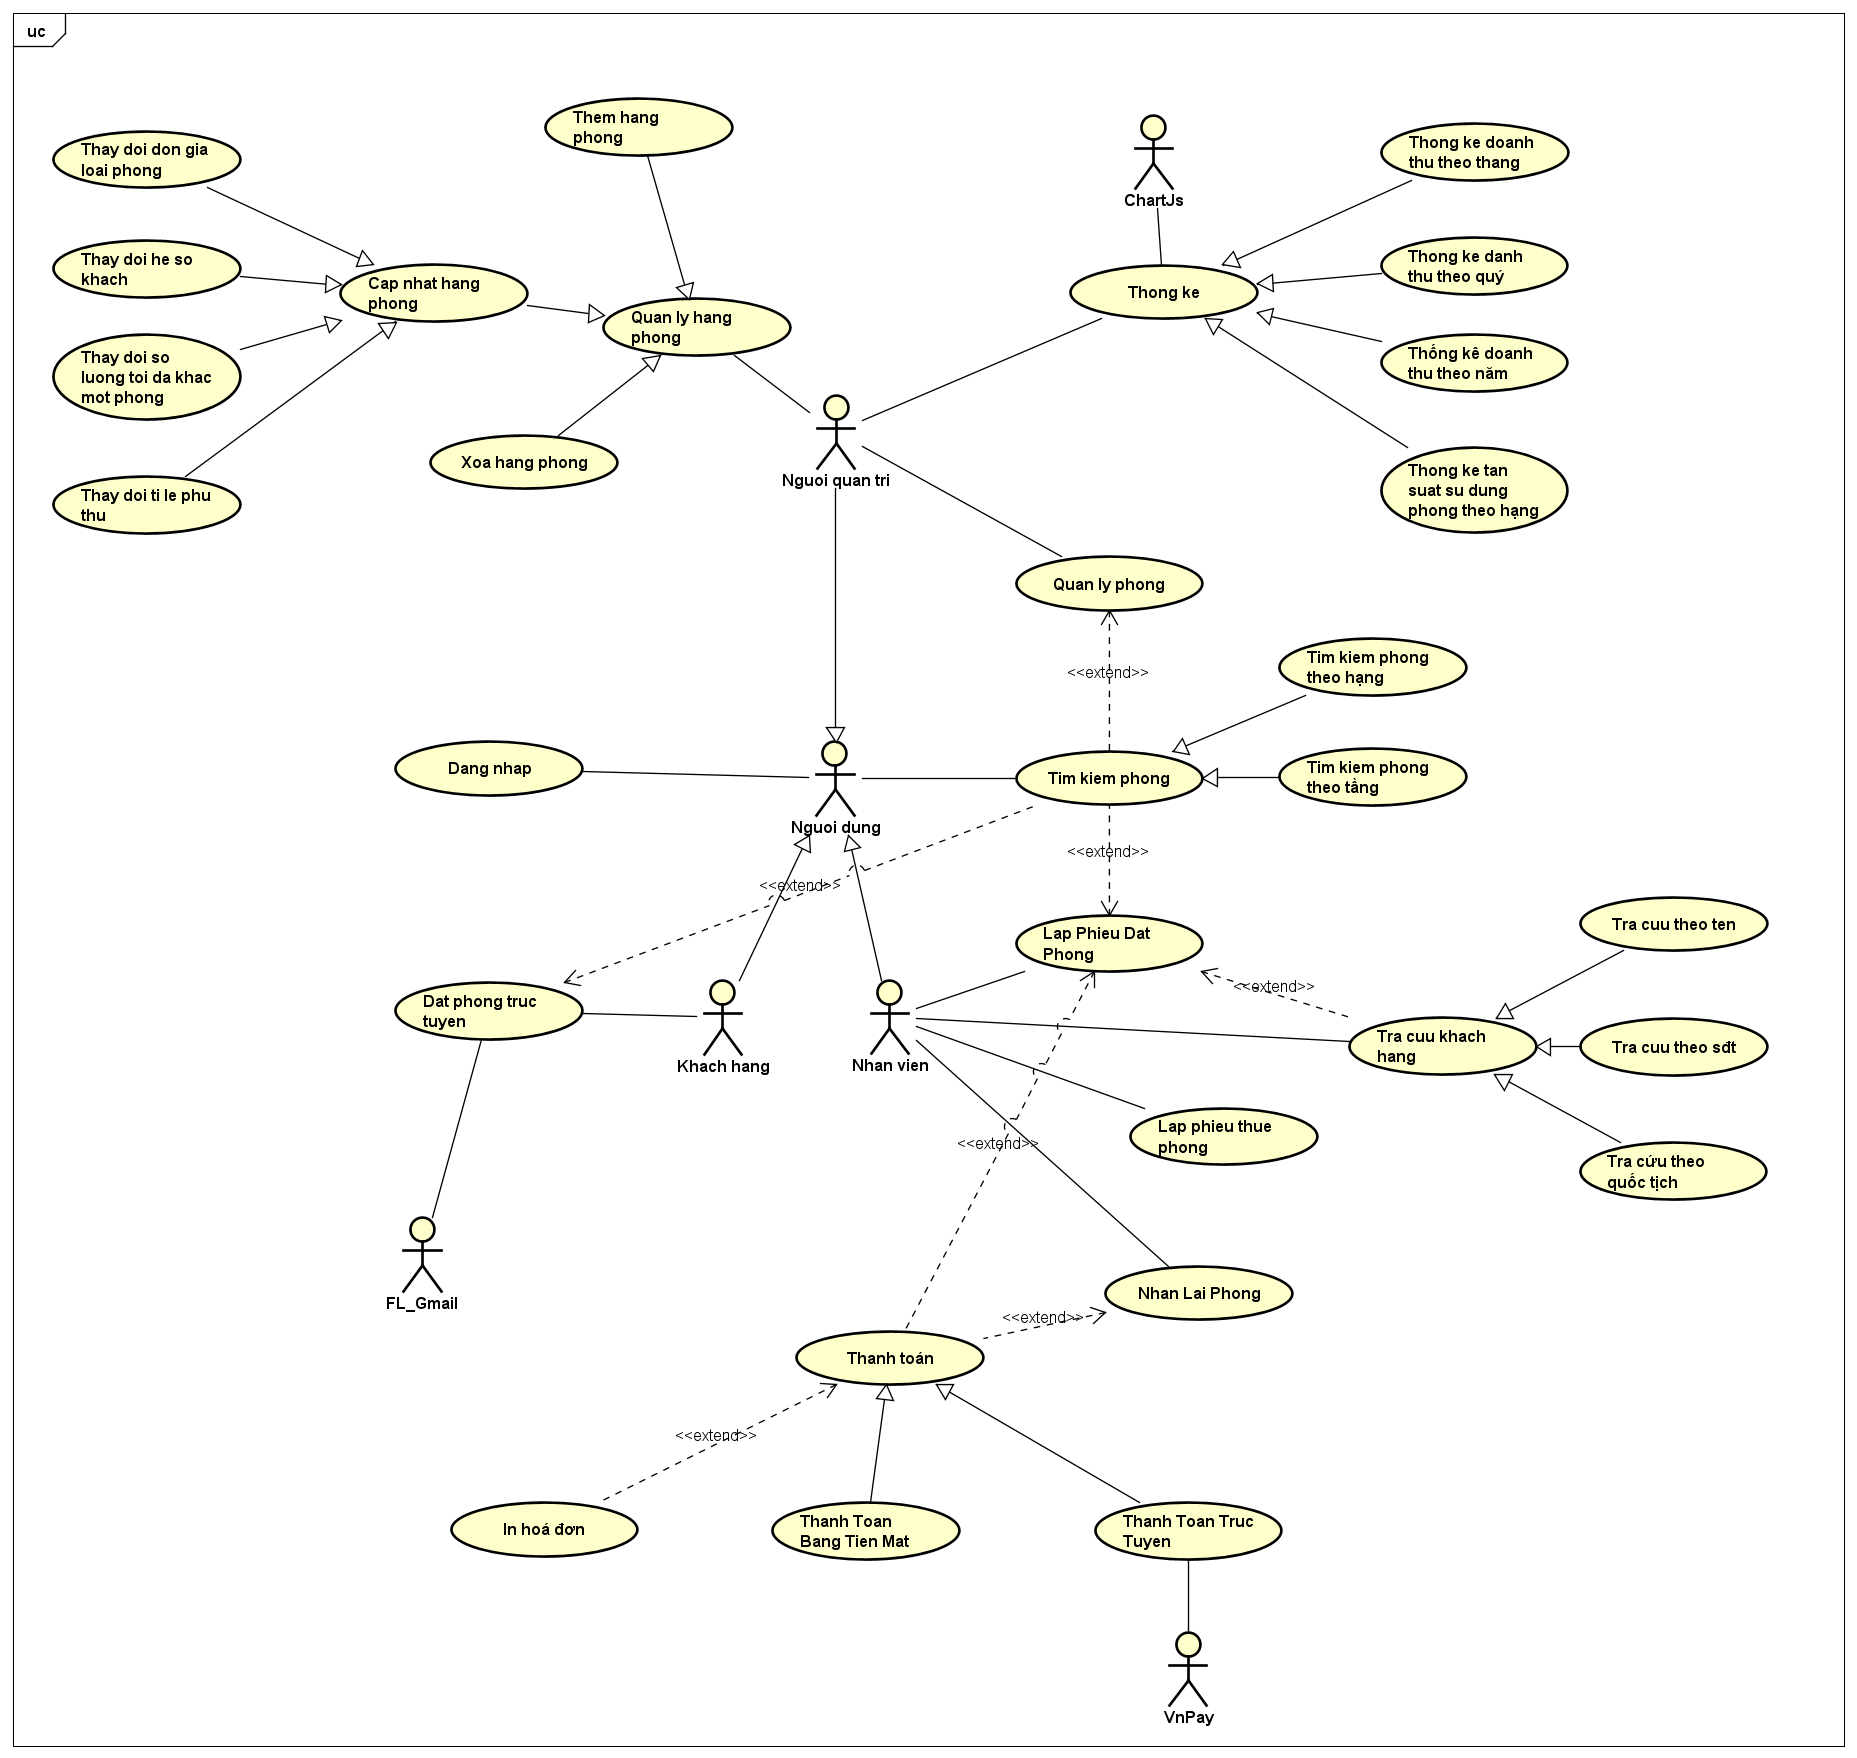 uc
Them hang
phong
Thay doi don gia
loai phong
Thong ke doanh
thu theo thang
ChartJs
Thay doi he so
khach
Cap nhat hang
phong
Thong ke danh
thu theo quý
Thong ke
Quan ly hang
phong
Thay doi so
luong toi da khac
mot phong
Thống kê doanh
thu theo năm
Xoa hang phong
Nguoi quan tri
Thong ke tan
suat su dung
phong theo hạng
Thay doi ti le phu
thu
Quan ly phong
<<extend>>
Tim kiem phong
theo hạng
Dang nhap
Tim kiem phong
Tim kiem phong
theo tầng
Nguoi dung
<<extend>>
<<extend>>
Lap Phieu Dat
Phong
Tra cuu theo ten
<<extend>>
Dat phong truc
tuyen
Khach hang
Nhan vien
Tra cuu khach
hang
Tra cuu theo sđt
Lap phieu thue
phong
<<extend>>
Tra cứu theo
quốc tịch
FL_Gmail
Nhan Lai Phong
<<extend>>
Thanh toán
<<extend>>
In hoá đơn
Thanh Toan
Bang Tien Mat
Thanh Toan Truc
Tuyen
VnPay